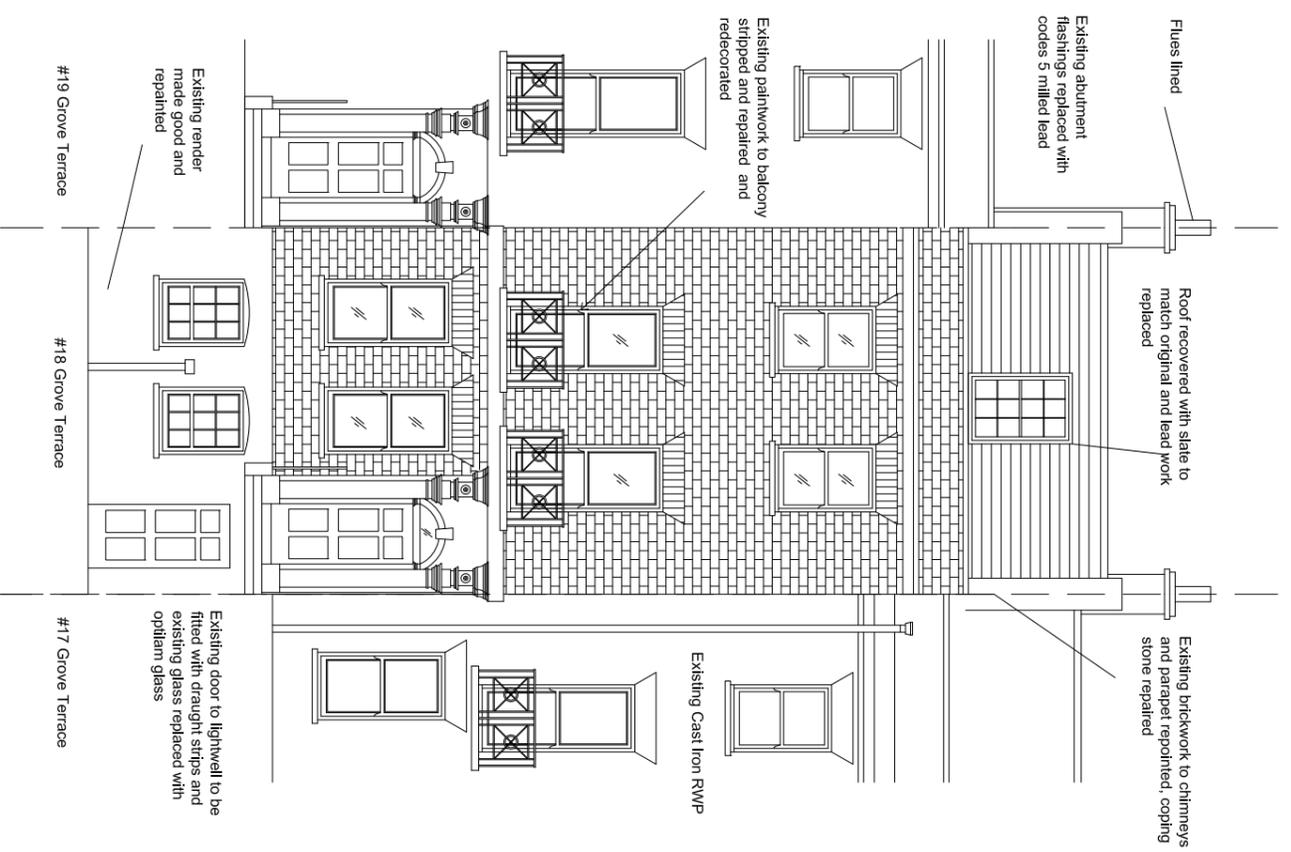 Flues lined
Existing abutment
flashings replaced with
codes 5 milled lead
Existing paintwork to balcony
stripped and repaired and
redecorated
Existing render
made good and
repainted
#19 Grove Terrace
Roof recovered with slate to
match original and lead work
replaced
#18 Grove Terrace
Existing brickwork to chimneys
and parapet repointed, coping
stone repaired
Existing Cast Iron RWP
Existing door to lightwell to be
fitted with draught strips and
existing glass replaced with
optilam glass
#17 Grove Terrace